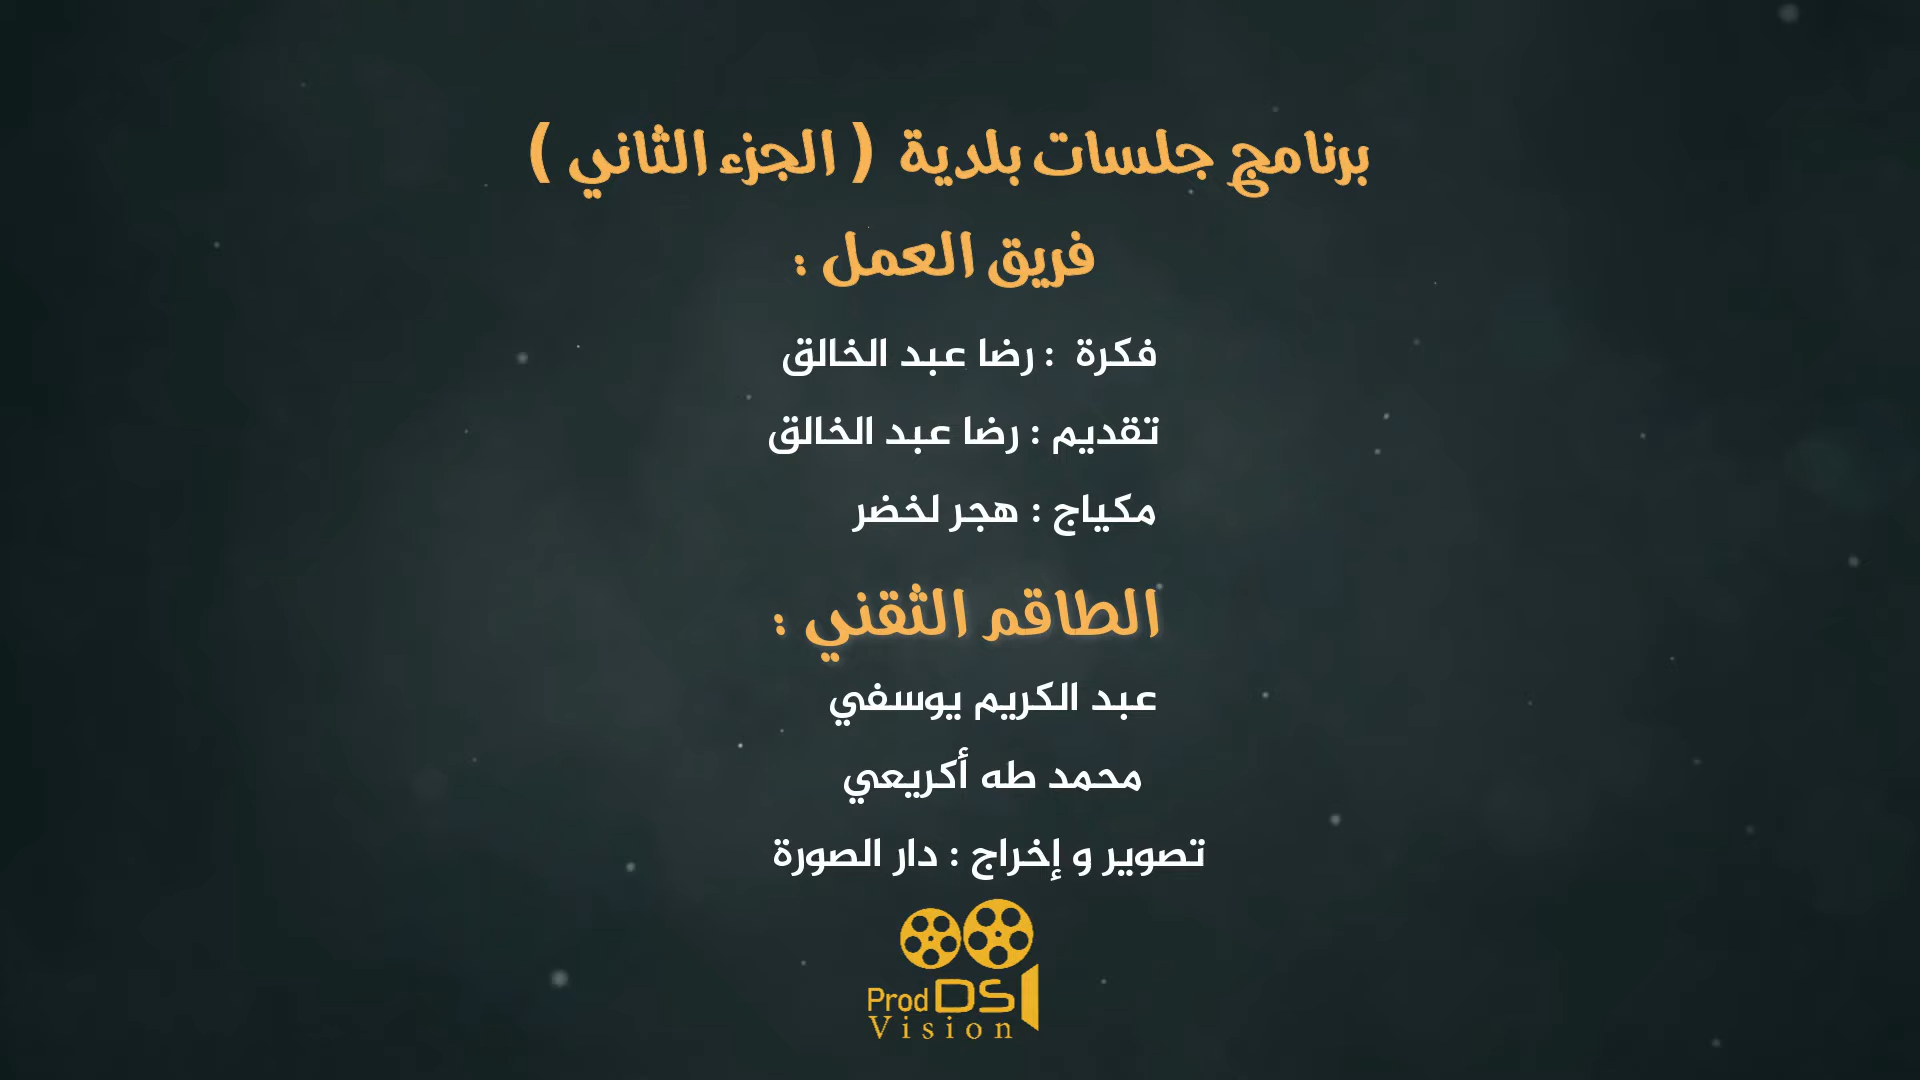 برنامج جلسات بلدية ( الجزء الثاني )
فريق العمل :
فكرة : رضا عبد الخالق
تقديم : رضا عبد الخالق
مكياج : هجر لخضر
الطاقم الثقني :
عبد الكريم يوسفي
محمد طه أكريعي
تصوير و إخراج : دار الصورة
Prod DS
Vision